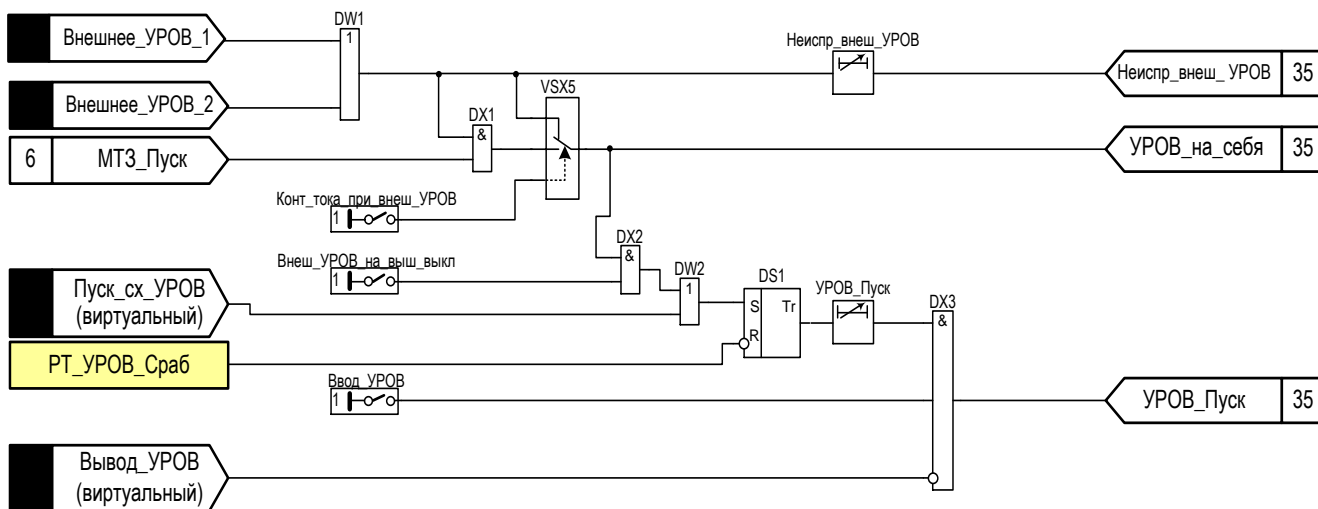 DW1
Внешнее_УРОВ_1
1
Неиспр_внеш_УРОВ
Неиспр_внеш_ УРОВ 35
VSX5
Внешнее_УРОВ_2
DX1
&
6 МТЗ_Пуск
УРОВ_на_себя 35
Конт_тока_при_внеш_УРОВ
1
DX2
&
Внеш_УРОВ_на_выш_выкл
1
DW2
1
Пуск_сх_УРОВ
(виртуальный)
DS1
S Tr
R
УРОВ_Пуск
DX3
&
РТ_УРОВ_Сраб
Ввод_УРОВ
1
УРОВ_Пуск 35
Вывод_УРОВ
(виртуальный)